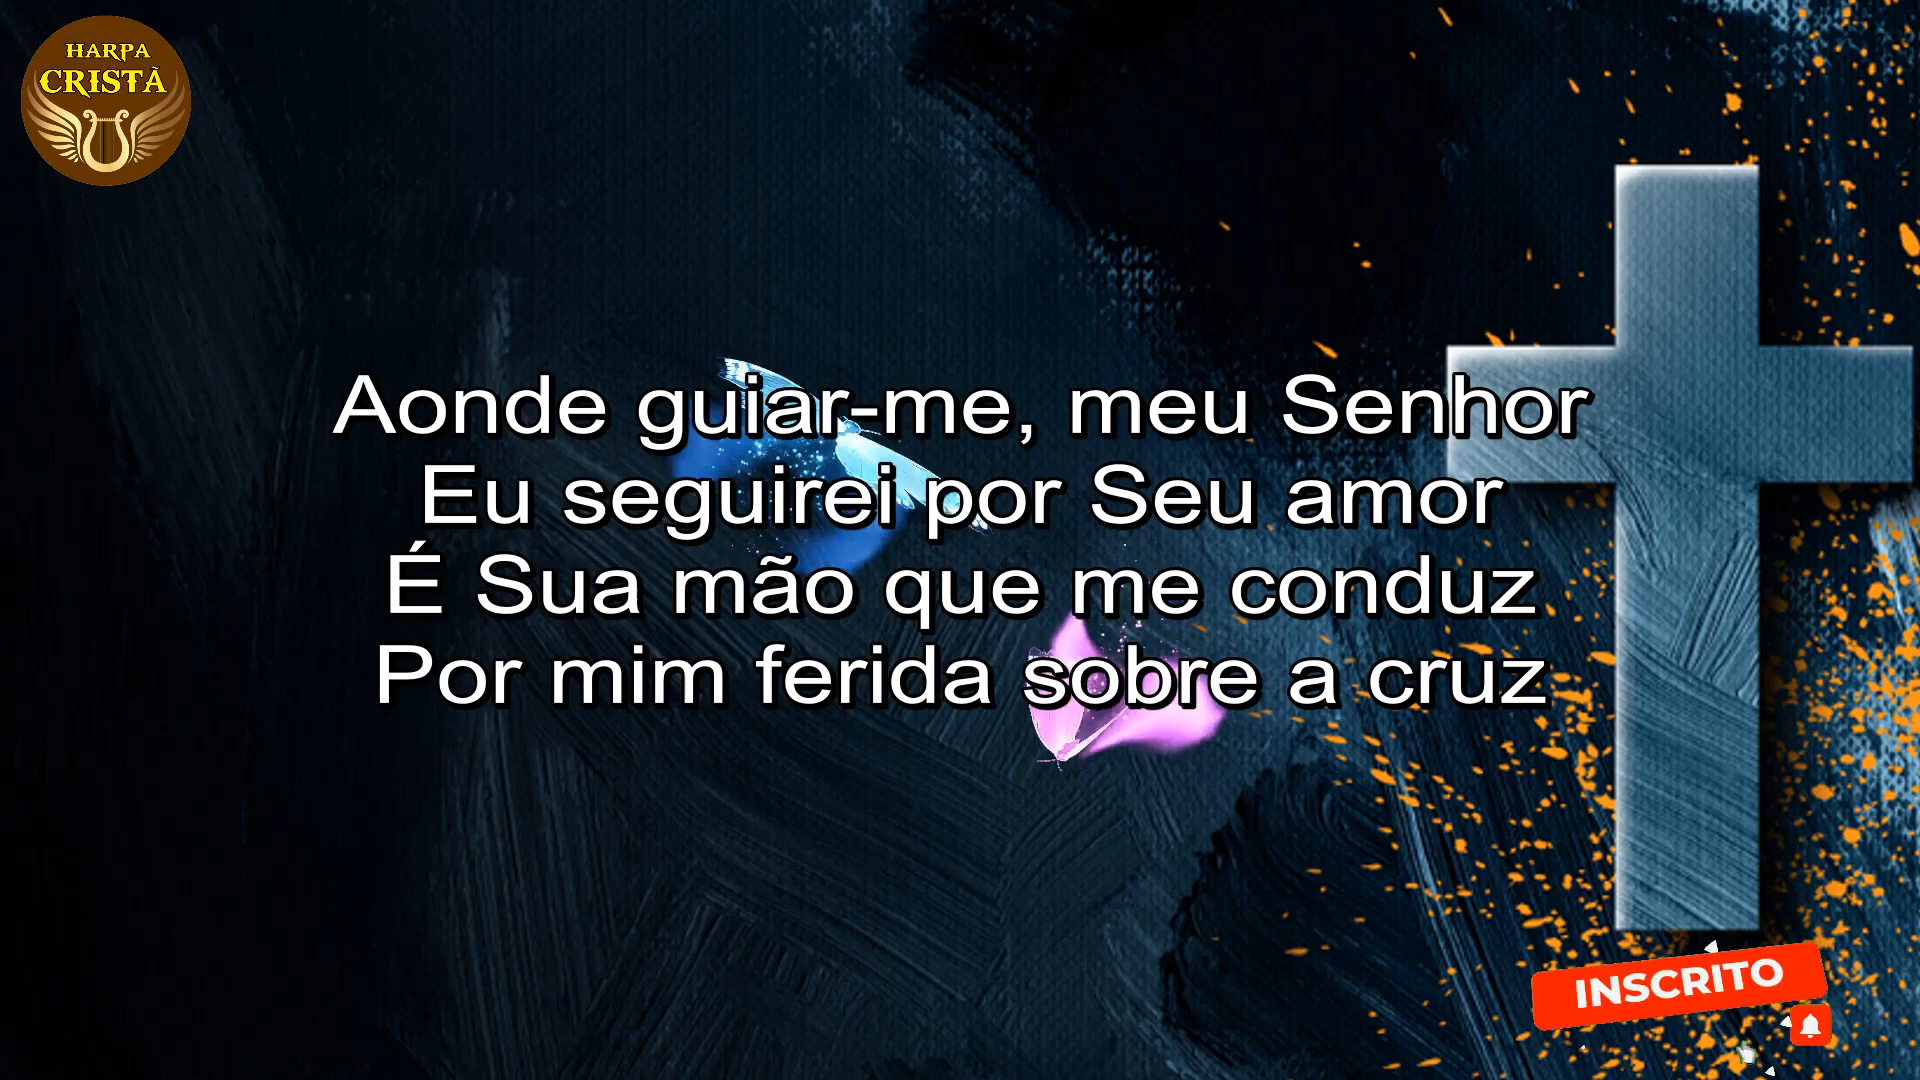 HARPA
CRISTÃ
Aonde guiar-me, meu Senhor
Eu seguirei por Seu amor
É Sua mão que me conduz
Por mim ferida sobre a cruz
INSCRITO